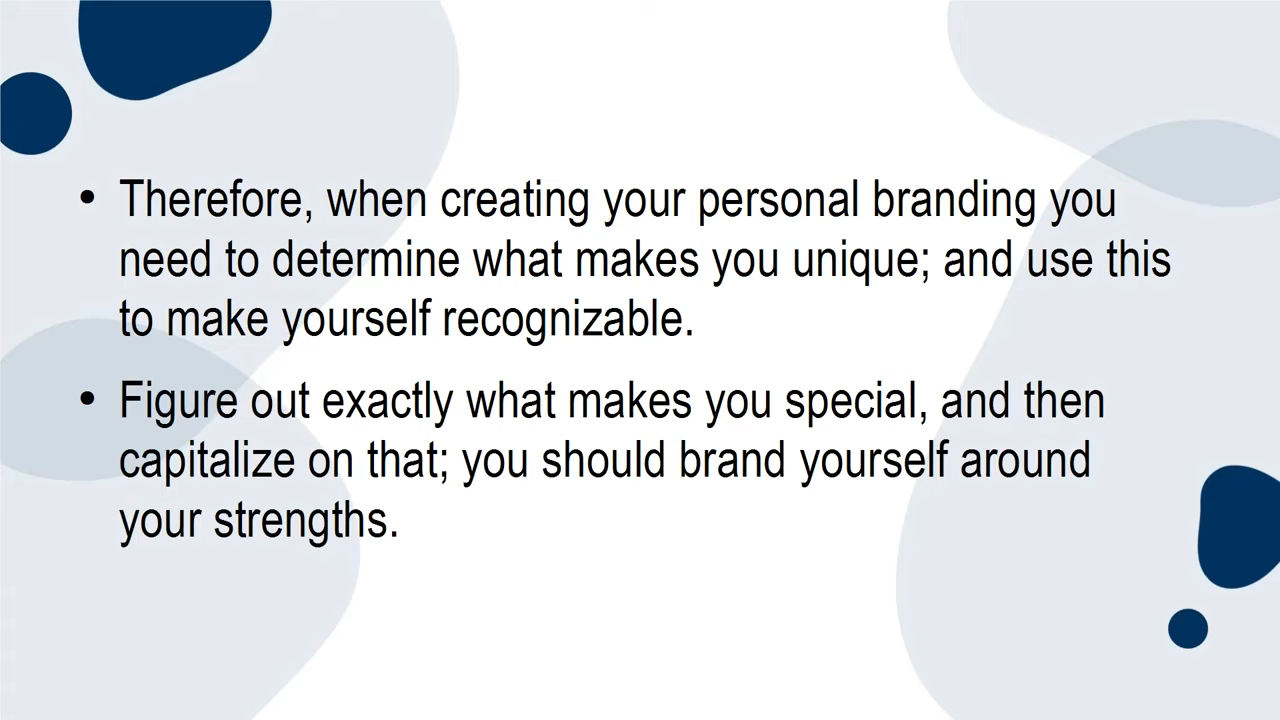 • Therefore, when creating your personal branding you
need to determine what makes you unique; and use this
to make yourself recognizable.
• Figure out exactly what makes you special, and then
capitalize on that; you should brand yourself around
your strengths.